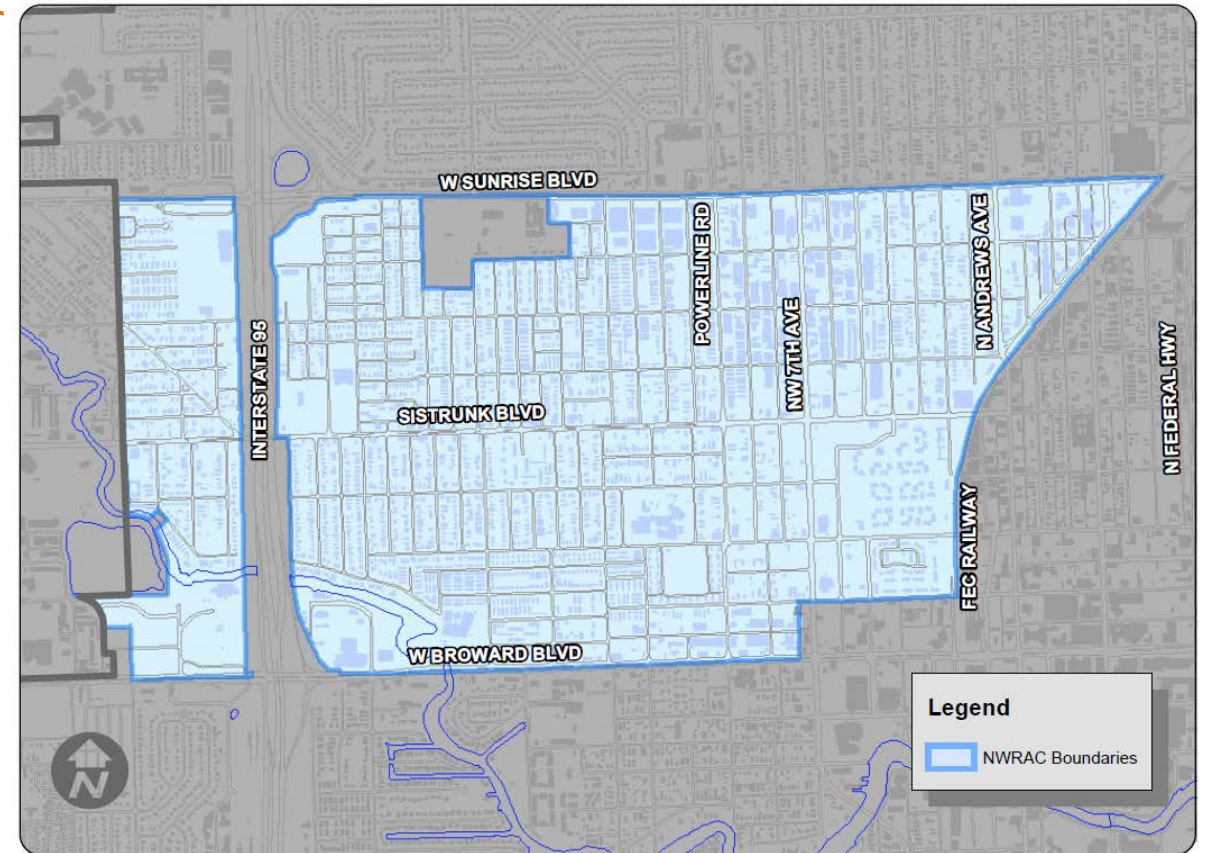 W SUNRISE BLVD
POWERLINE RD
N ANDREWS AVE
NW 7TH AVE
INTERSTATE 95
N FEDERAL HWY
SISTRUNK BLVD
FEC RAILWAY
W BROWARD BLVD
Legend
NWRAC Boundaries
N